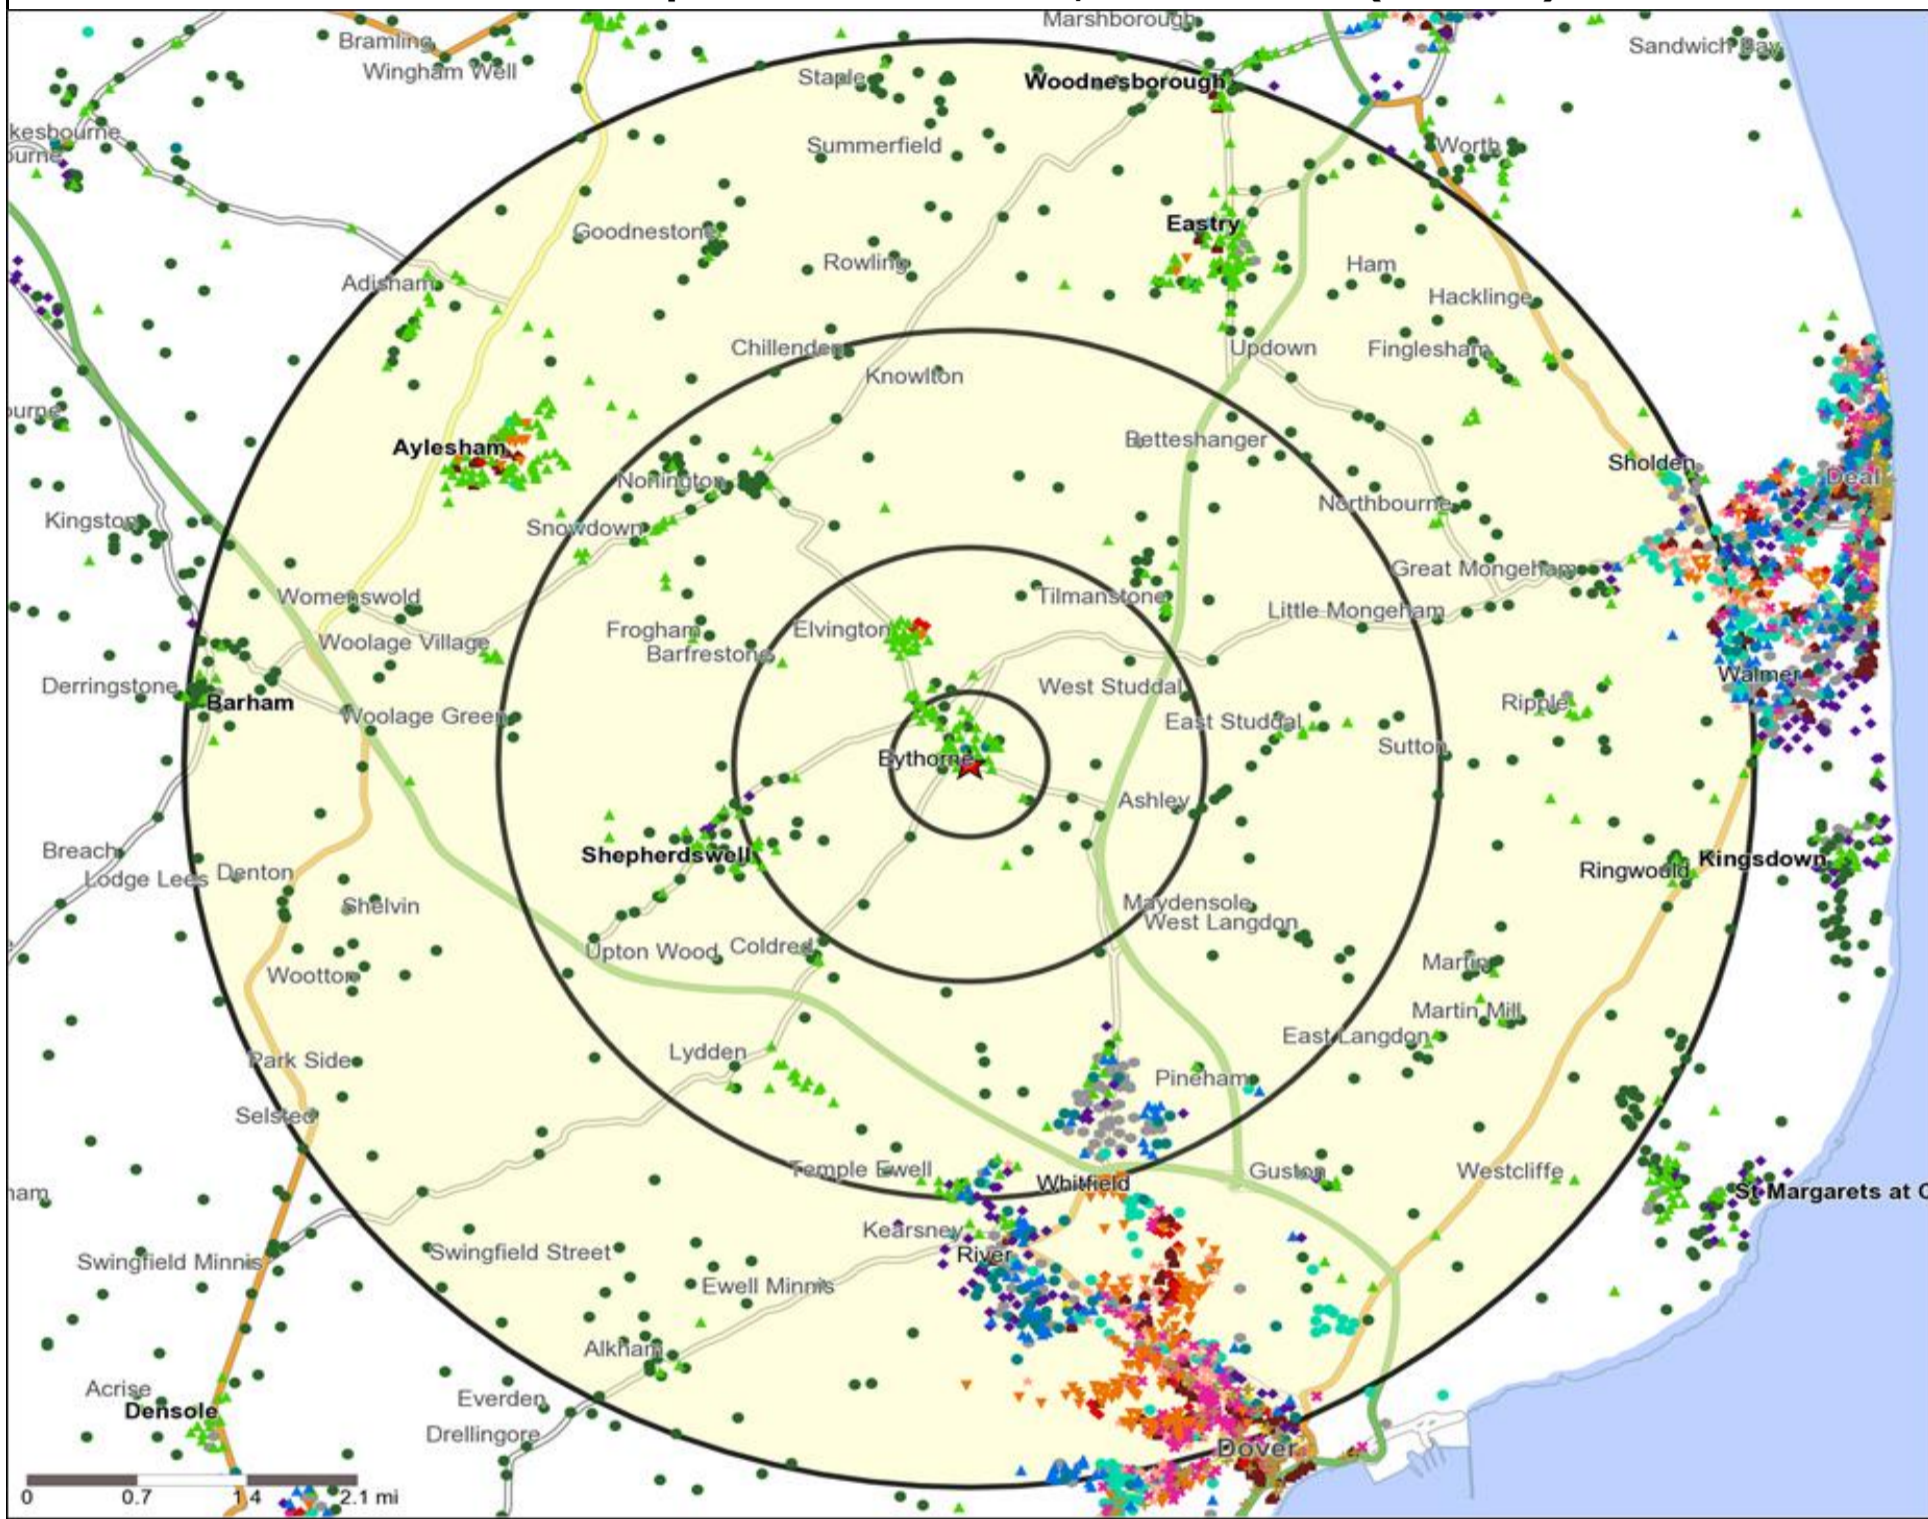 Marshborough
Bramling
Sandwich Bay
Wingham Well
Staple
Woodnesborough
kesbourne
Summerfield
Worth
ourne
Goodnestone
Eastry
Rowling
Ham
Adisham
Hacklinge
Chillenden
Updown
Finglesham
Knowlton
ourne
Aylesham
Betteshanger
Sholden
Deal
Nonington
Northbourne
Kingston
Snowdown
Great Mongeham
Womenswold
Tilmanstone
Little Mongeham
Frogham
Elvington
Woolage Village
Barfrestone
Derringstone
West Studdal
Walmer
Barham
Ripple
Woolage Green
East Studdal
Sutton
Eythorne
Ashley
Breach
Shepherdswell
Kingsdown
Lodge Lees
Denton
Ringwould
Shelvin
Maydensole
West Langdon
Upton Wood
Coldred
Martin
Wootton
Martin Mill
East Langdon
Lydden
Park Side
Pineham
Selsted
Temple Ewell
Guston
Westcliffe
Whitfield
ham
St Margarets at C
Kearsney
Swingfield Street
River
Swingfield Minnis
Ewell Minnis
Alkham
Acrise
Everden
Densole
Drellingore
Dover
0 0.7 1.4 2.1 mi